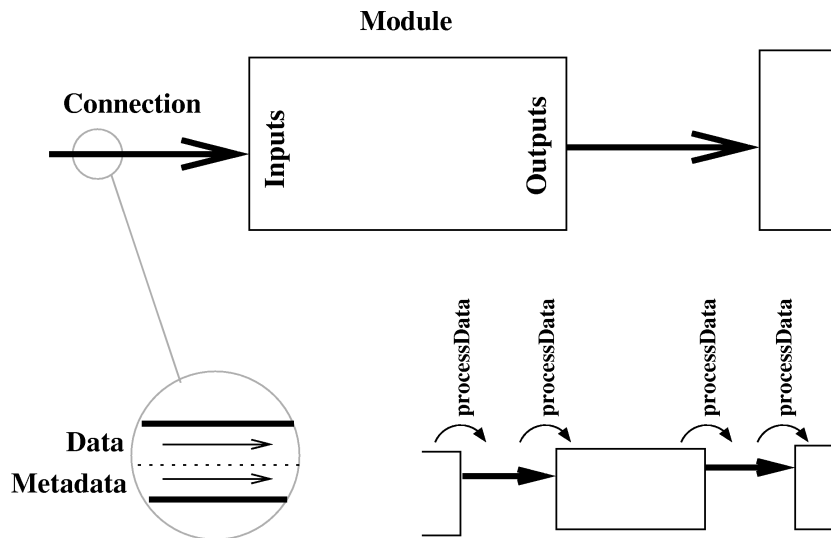 Module
Connection
Inputs
Outputs
processData
processData
processData
processData
Data
Metadata